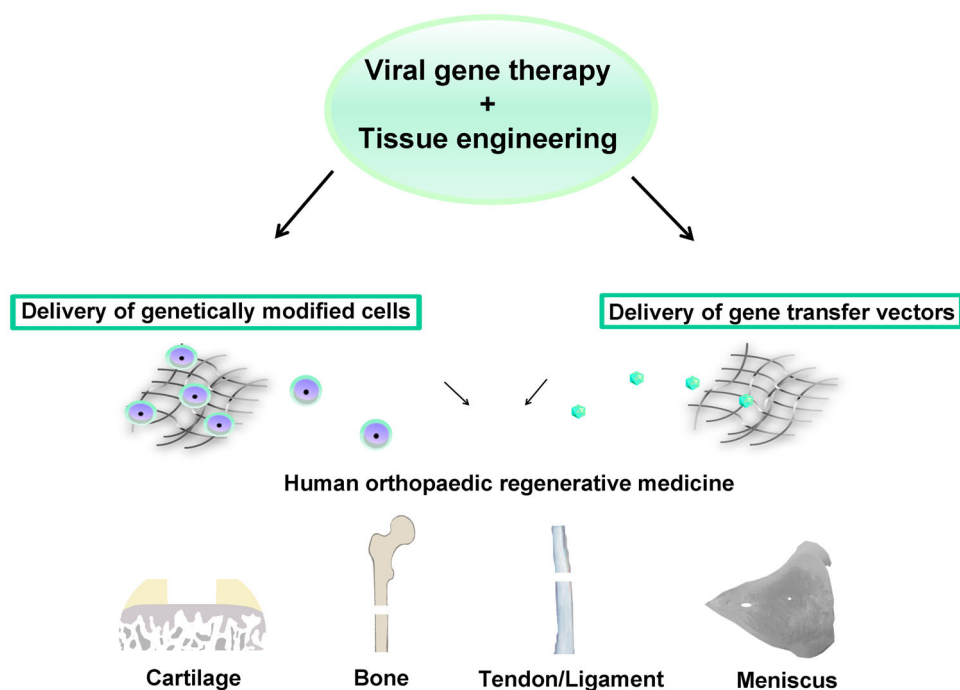 Viral gene therapy
+
Tissue engineering
Delivery of genetically modified cells
Delivery of gene transfer vectors
Human orthopaedic regenerative medicine
Cartilage
Bone
Tendon/Ligament
Meniscus